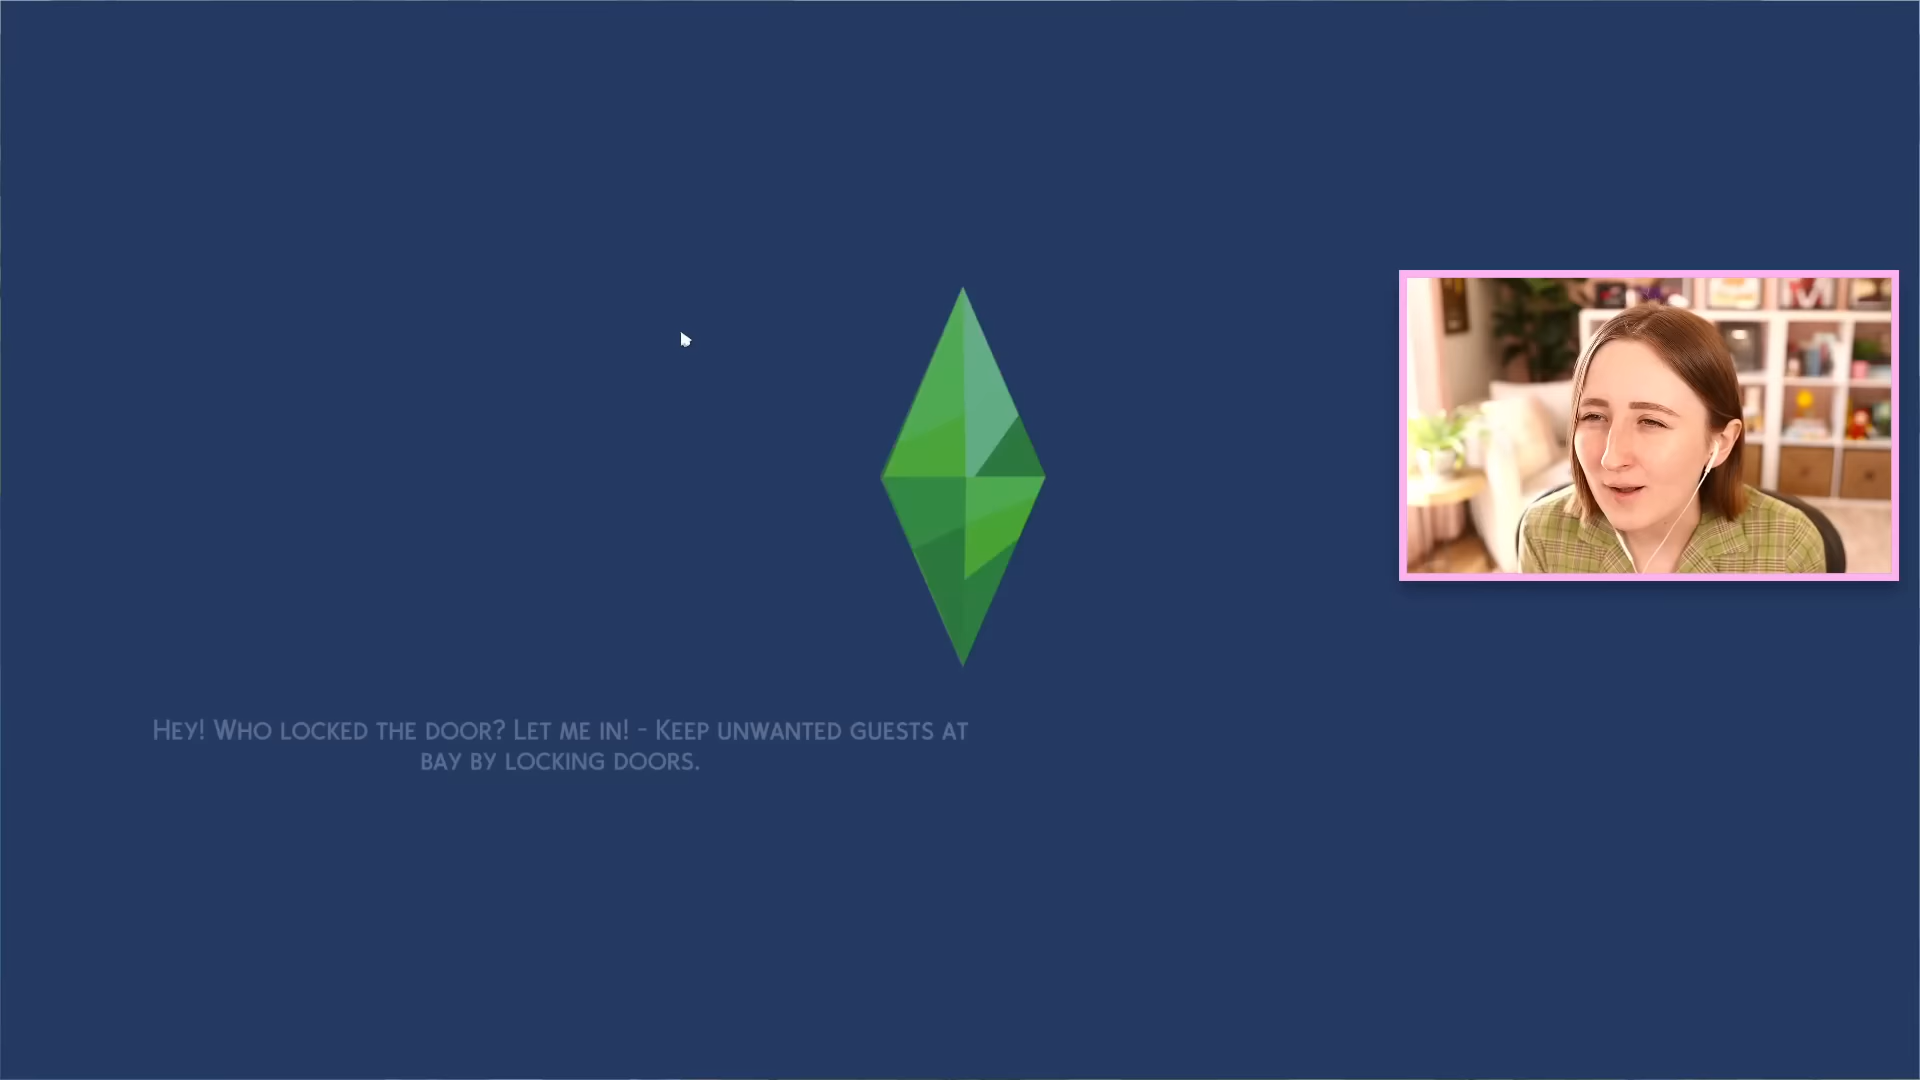 Hey! Who locked the door? Let me in! - Keep unwanted guests at
bay by locking doors.